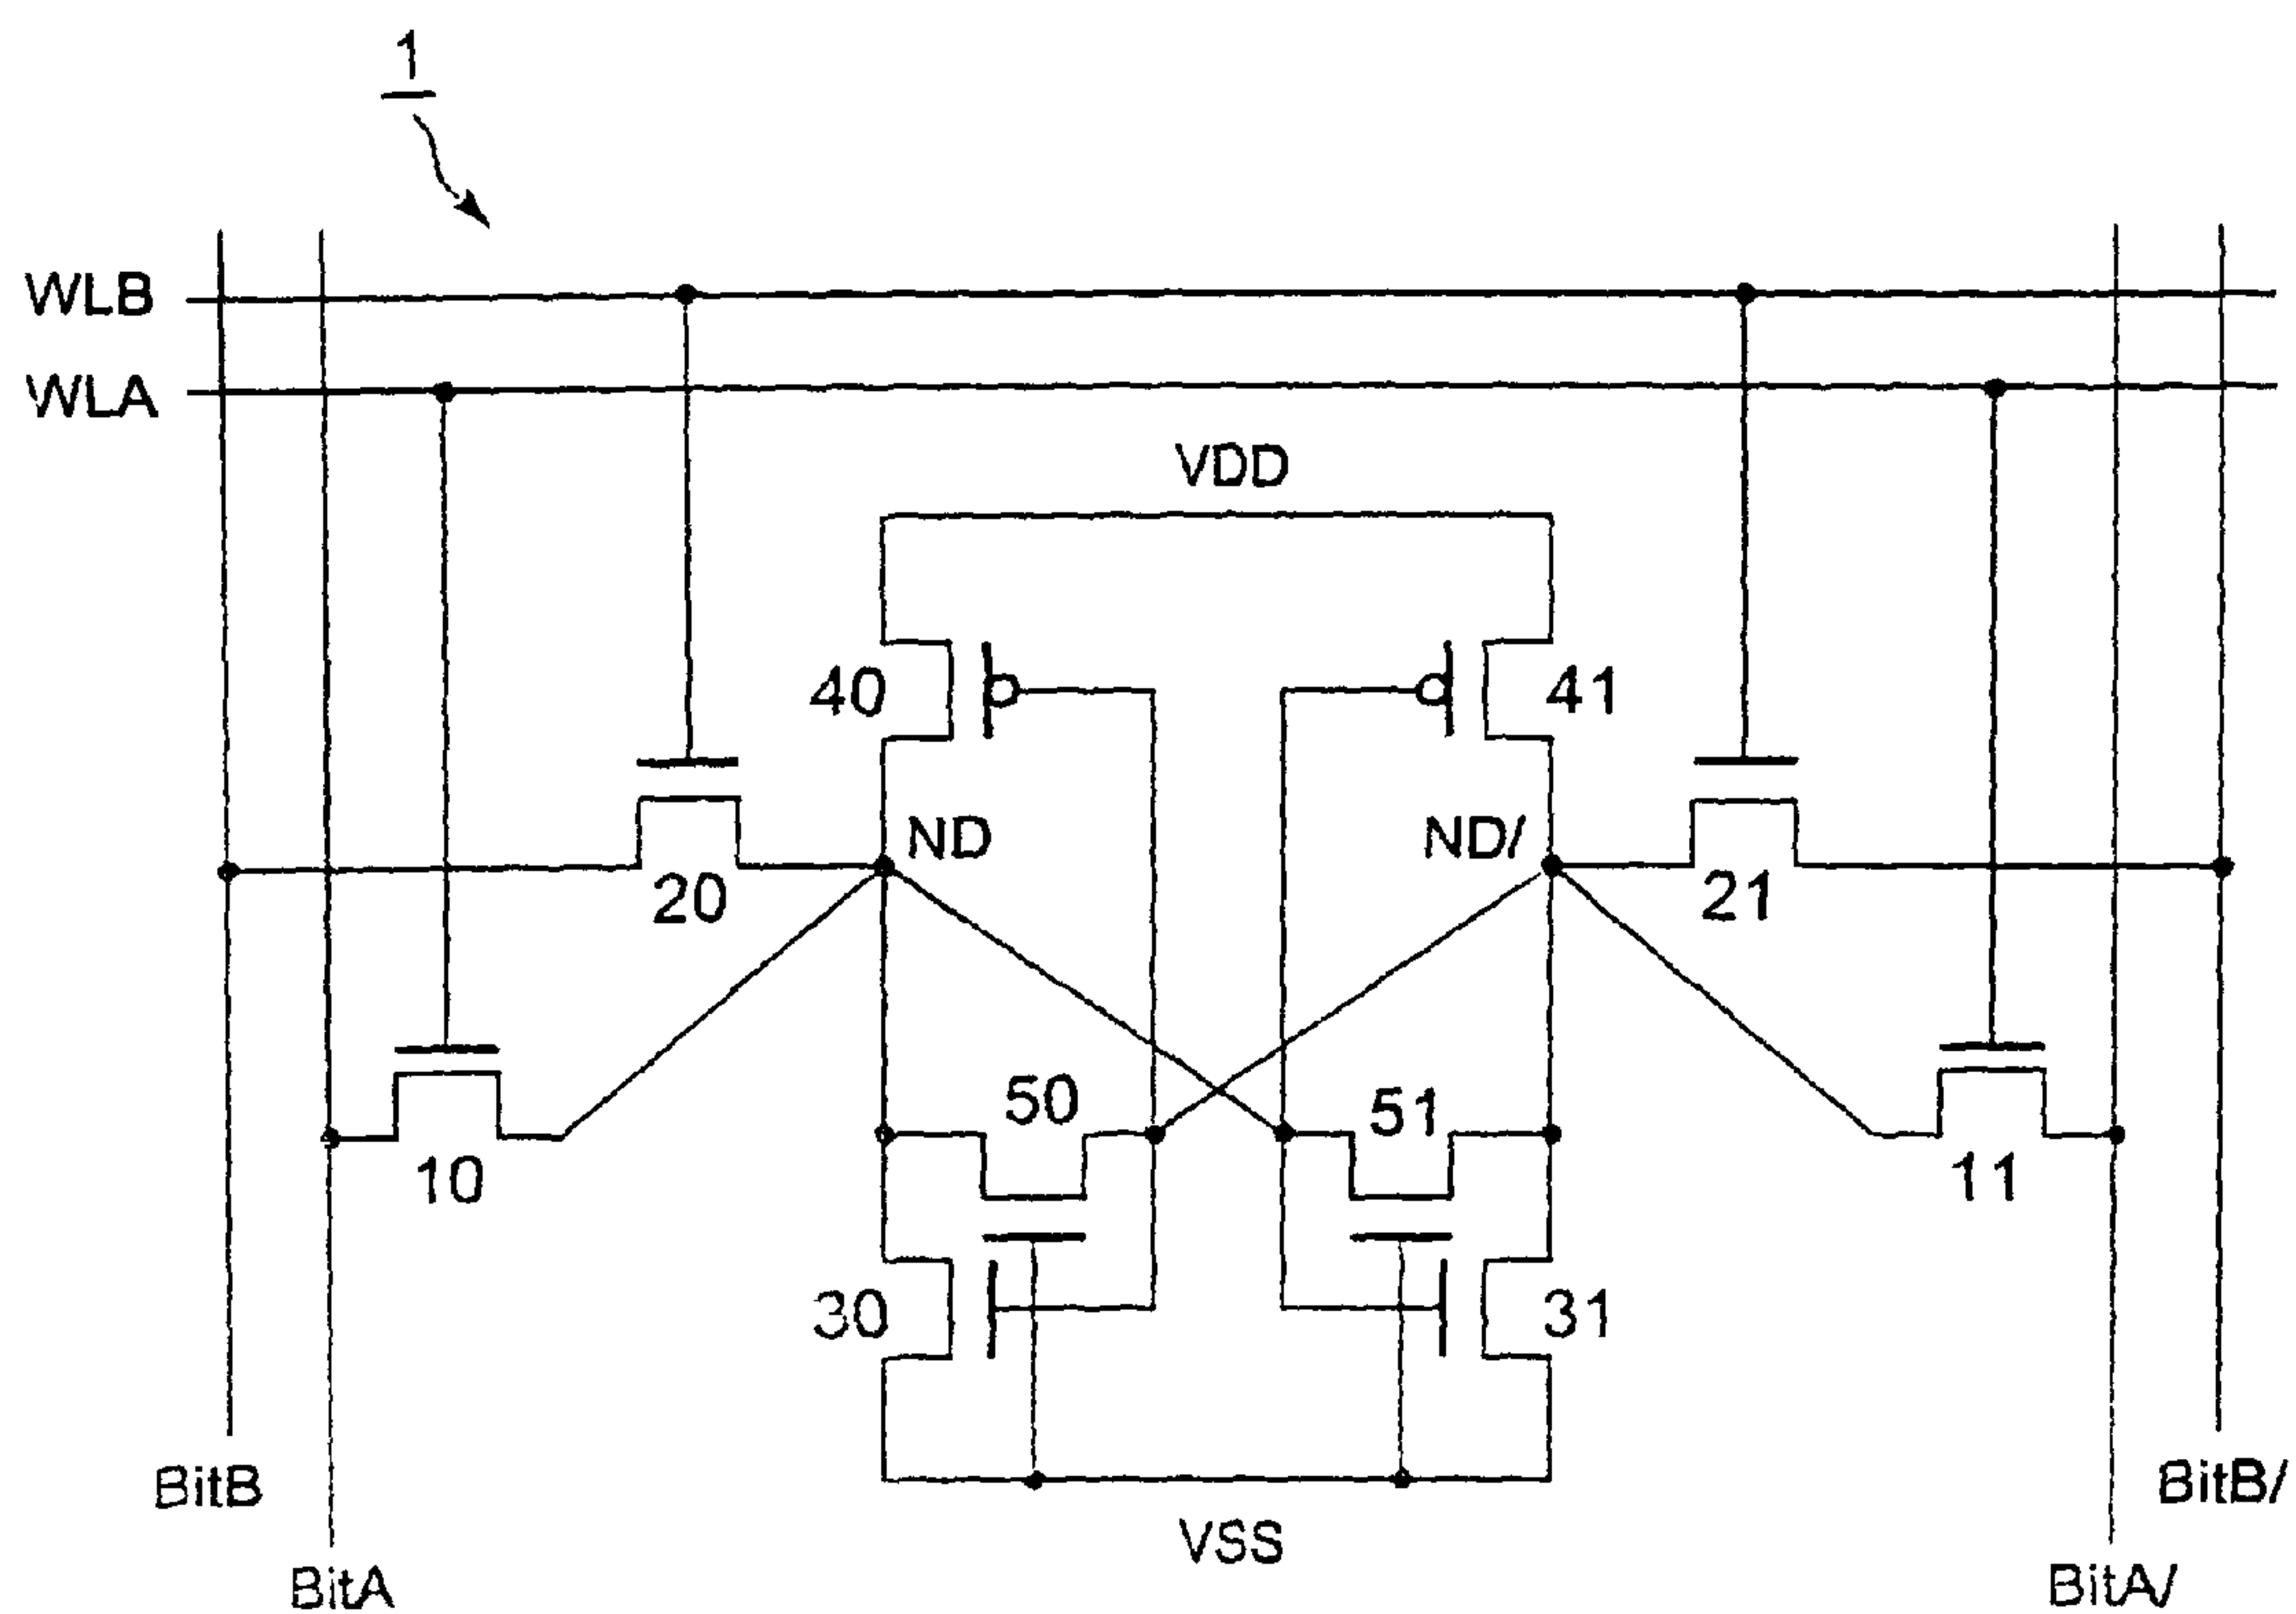 1
WLB
WLA
VDD
40
41
ND
ND/
20
21
50
51
10
11
30
31
BitB
BitB/
VSS
BitA
BitA/